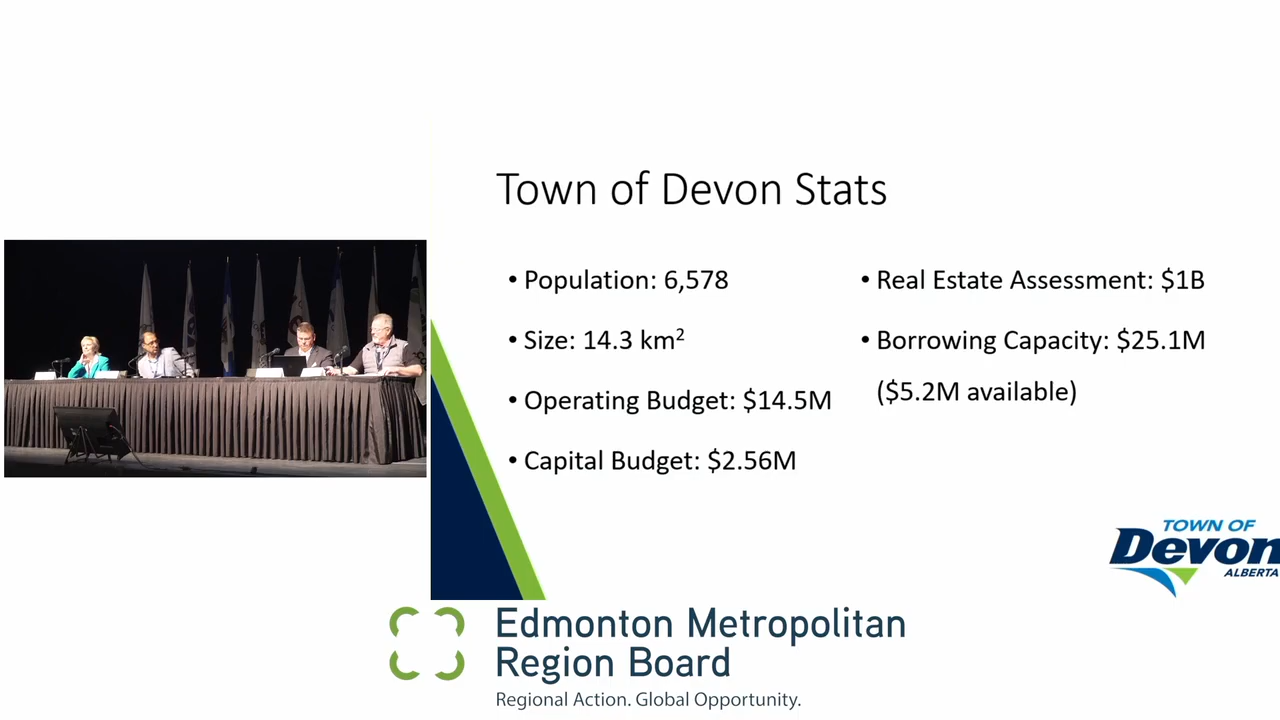 Town of Devon Stats
• Population: 6,578
• Size: 14.3 km²
• Operating Budget: $14.5M
• Capital Budget: $2.56M
• Real Estate Assessment: $1B
• Borrowing Capacity: $25.1M
($5.2M available)
TOWN OF
Devon
ALBERTA
Edmonton Metropolitan
Region Board
Regional Action. Global Opportunity.